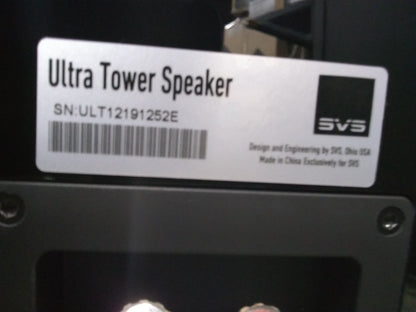 Ultra Tower Speaker
SN:ULT12191252E
SVS
Design and Engineering by SVS, Ohio USA
Made in China Exclusively for SVS